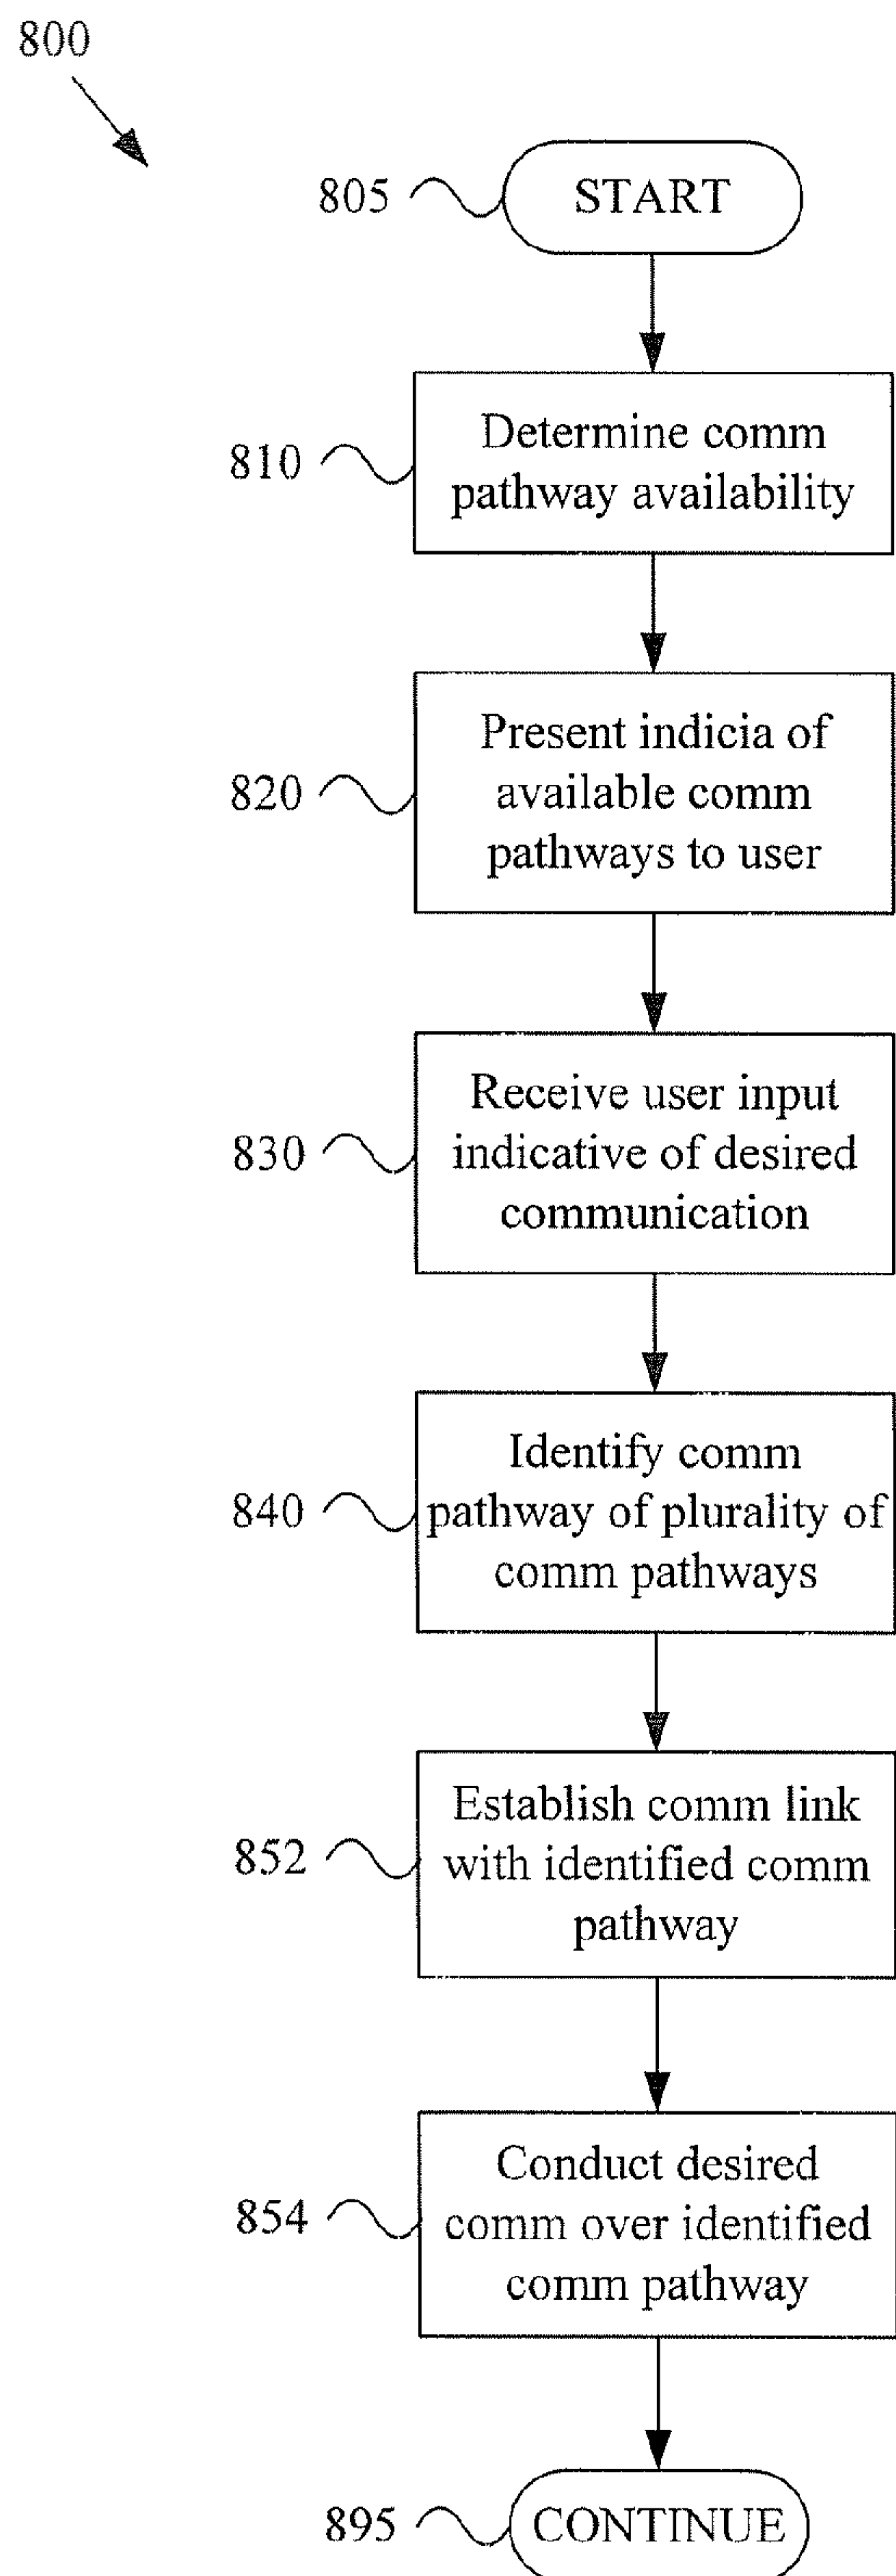 800
805
START
810
Determine comm
pathway availability
820
Present indicia of
available comm
pathways to user
830
Receive user input
indicative of desired
communication
840
Identify comm
pathway of plurality of
comm pathways
852
Establish comm link
with identified comm
pathway
854
Conduct desired
comm over identified
comm pathway
895
CONTINUE